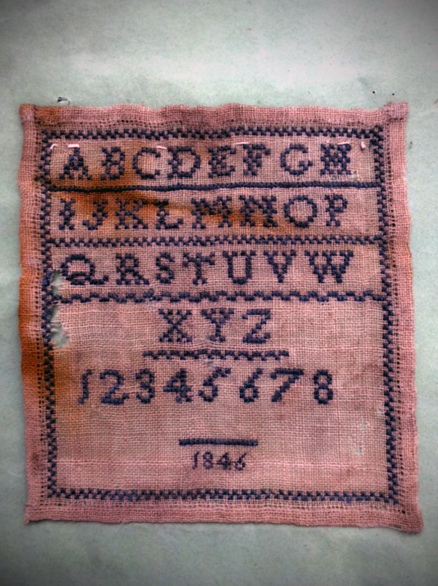 ABCDEFGH
IJKLMNOP
QRSTUVW
XYZ
12345678
1846